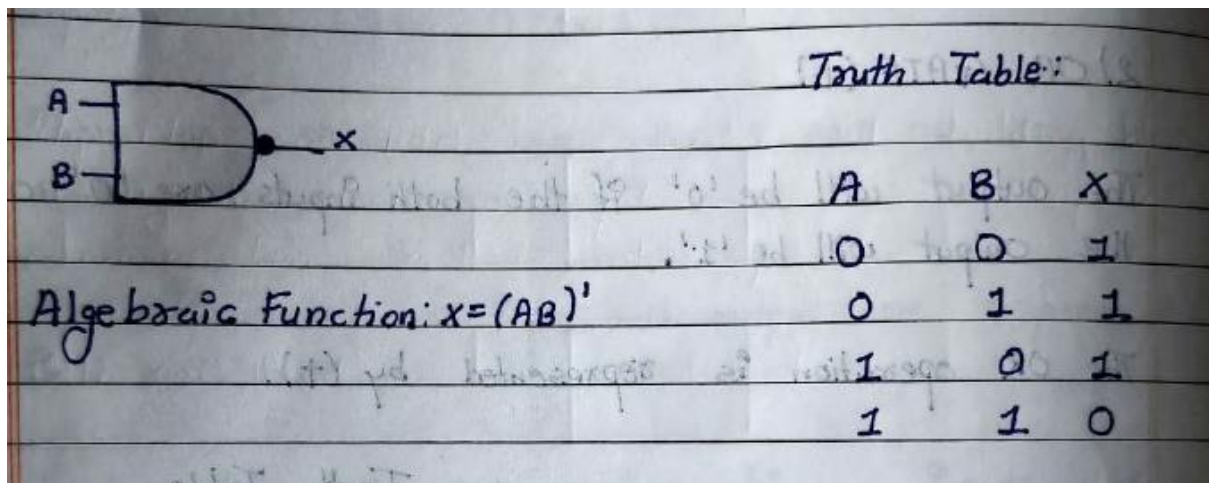 Truth Table:
A
x
B
A B X
0 0 1
Algebraic Function: x=(AB)'
0 1 1
1 0 1
1 1 0